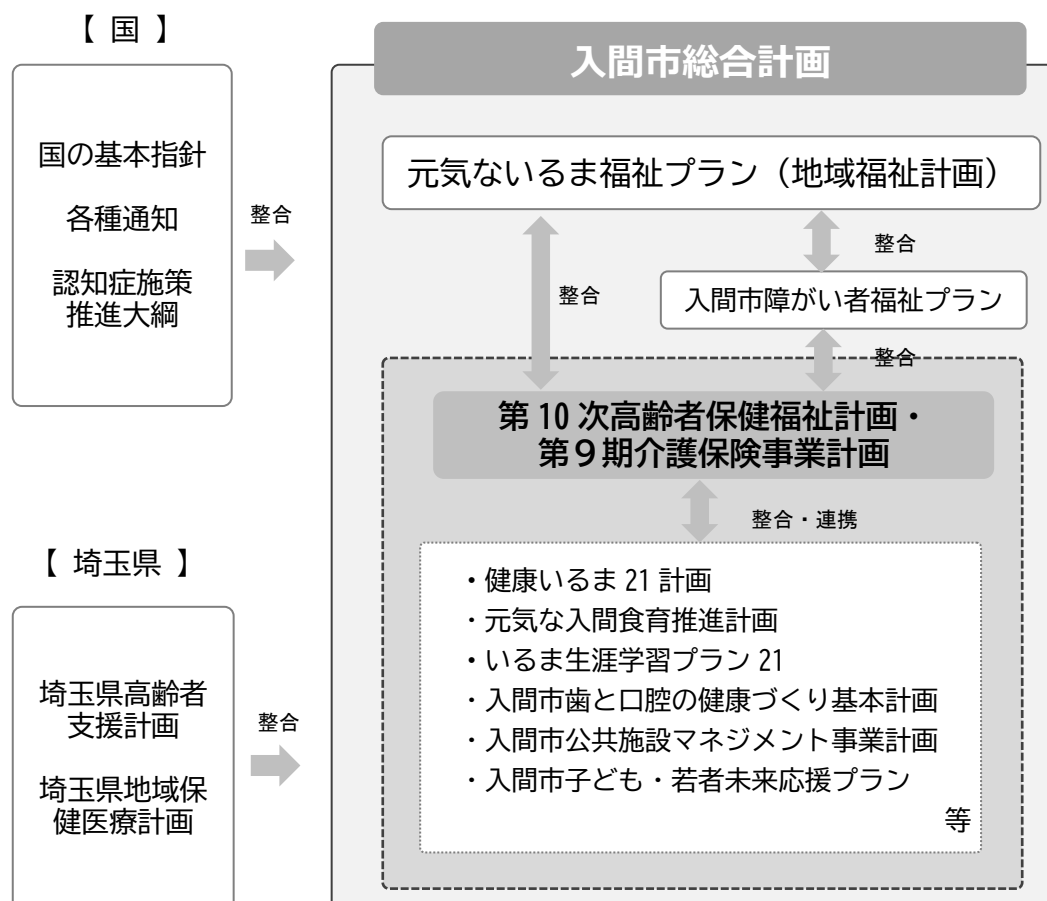 【 国 】
国の基本指針
各種通知
認知症施策
推進大綱
整合
【 埼玉県 】
埼玉県高齢者
支援計画
埼玉県地域保
健医療計画
整合
入間市総合計画
元気ないるま福祉プラン（地域福祉計画）
整合
整合
入間市障がい者福祉プラン
整合
第 10 次高齢者保健福祉計画・
第９期介護保険事業計画
整合・連携
・健康いるま 21 計画
・元気な入間食育推進計画
・いるま生涯学習プラン 21
・入間市歯と口腔の健康づくり基本計画
・入間市公共施設マネジメント事業計画
・入間市子ども・若者未来応援プラン
等